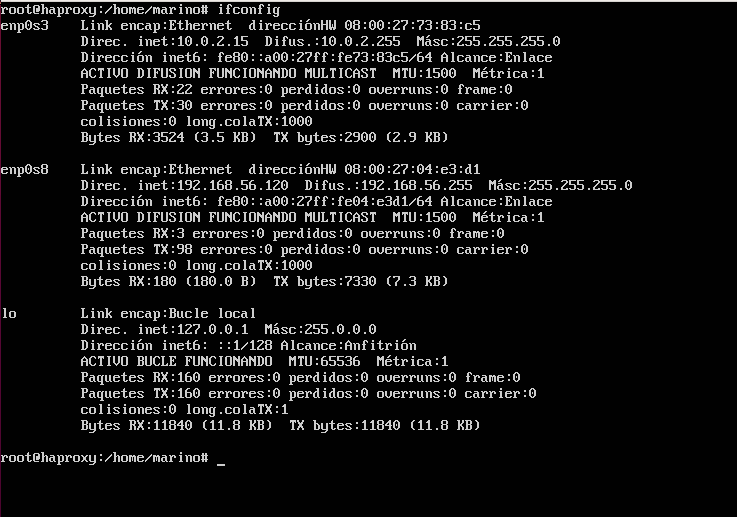 root@haproxy:/home/marino# ifconfig
enp0s3    Link encap:Ethernet  direcciónHW 08:00:27:73:83:c5
          Direc. inet:10.0.2.15  Difus.:10.0.2.255  Másc:255.255.255.0
          Dirección inet6: fe80::a00:27ff:fe73:83c5/64 Alcance:Enlace
          ACTIVO DIFUSION FUNCIONANDO MULTICAST  MTU:1500  Métrica:1
          Paquetes RX:22 errores:0 perdidos:0 overruns:0 frame:0
          Paquetes TX:30 errores:0 perdidos:0 overruns:0 carrier:0
          colisiones:0 long.colaTX:1000
          Bytes RX:3524 (3.5 KB)  TX bytes:2900 (2.9 KB)

enp0s8    Link encap:Ethernet  direcciónHW 08:00:27:04:e3:d1
          Direc. inet:192.168.56.120  Difus.:192.168.56.255  Másc:255.255.255.0
          Dirección inet6: fe80::a00:27ff:fe04:e3d1/64 Alcance:Enlace
          ACTIVO DIFUSION FUNCIONANDO MULTICAST  MTU:1500  Métrica:1
          Paquetes RX:3 errores:0 perdidos:0 overruns:0 frame:0
          Paquetes TX:98 errores:0 perdidos:0 overruns:0 carrier:0
          colisiones:0 long.colaTX:1000
          Bytes RX:180 (180.0 B)  TX bytes:7330 (7.3 KB)

lo        Link encap:Bucle local
          Direc. inet:127.0.0.1  Másc:255.0.0.0
          Dirección inet6: ::1/128 Alcance:Anfitrión
          ACTIVO BUCLE FUNCIONANDO  MTU:65536  Métrica:1
          Paquetes RX:160 errores:0 perdidos:0 overruns:0 frame:0
          Paquetes TX:160 errores:0 perdidos:0 overruns:0 carrier:0
          colisiones:0 long.colaTX:1
          Bytes RX:11840 (11.8 KB)  TX bytes:11840 (11.8 KB)

root@haproxy:/home/marino# _